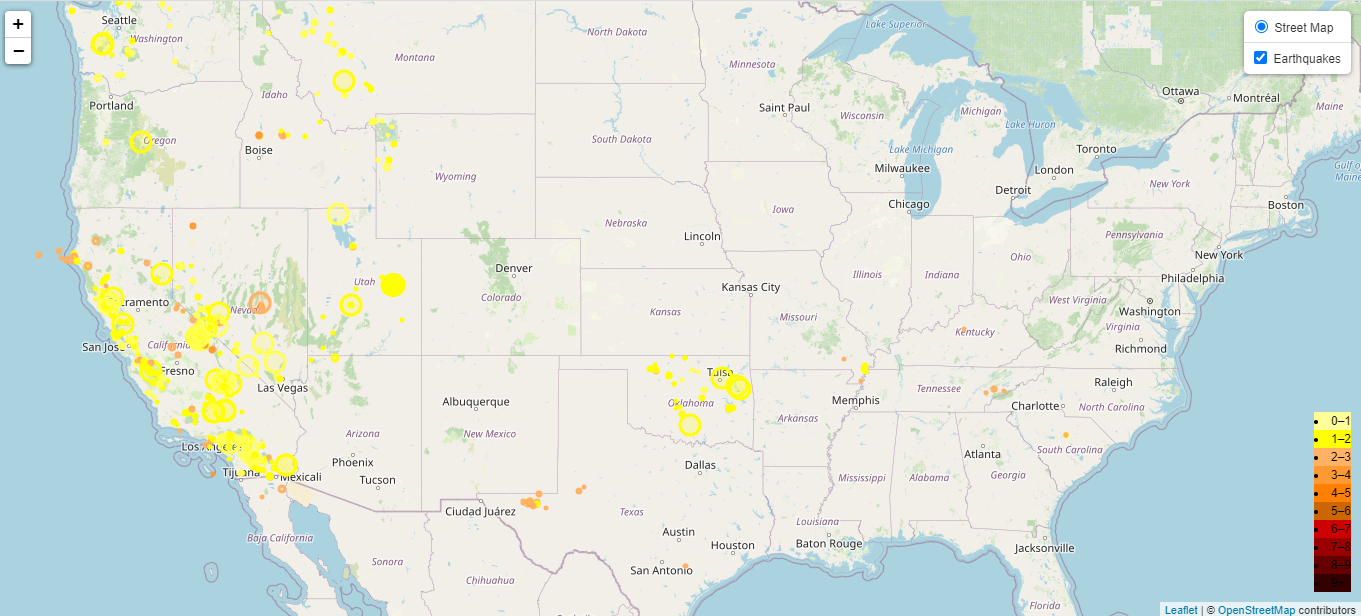 +
−
Street Map
Earthquakes
Seattle
Washington
Montana
North Dakota
Lake Superior
Minnesota
Ottawa
Montréal
Maine
Portland
Idaho
Saint Paul
Wisconsin
Michigan
Lake Huron
Oregon
Boise
South Dakota
Lake Michigan
Toronto
Wyoming
Milwaukee
London
Detroit
New York
Gulf of
Maine
Chicago
Boston
Nebraska
Iowa
Lincoln
Pennsylvania
New York
Philadelphia
Utah
Denver
Colorado
Kansas City
Illinois
Indiana
Ohio
West Virginia
Washington
Kansas
Missouri
Kentucky
Virginia
Richmond
San Jos
California
Fresno
Las Vegas
Tulsa
Oklahoma
Albuquerque
New Mexico
Arizona
Arkansas
Memphis
Tennessee
Raleigh
Charlotte
North Carolina
Los Angeles
Phoenix
Tucson
Tijuana
Mexicali
Dallas
Atlanta
South Carolina
Mississippi
Alabama
Georgia
Ciudad Juárez
Texas
Austin
Houston
San Antonio
Louisiana
Baton Rouge
Jacksonville
Florida
Baja California
Sonora
Chihuahua
0–1
1–2
2–3
3–4
4–5
5–6
6–7
7–8
8–9
9+
Leaflet | © OpenStreetMap contributors